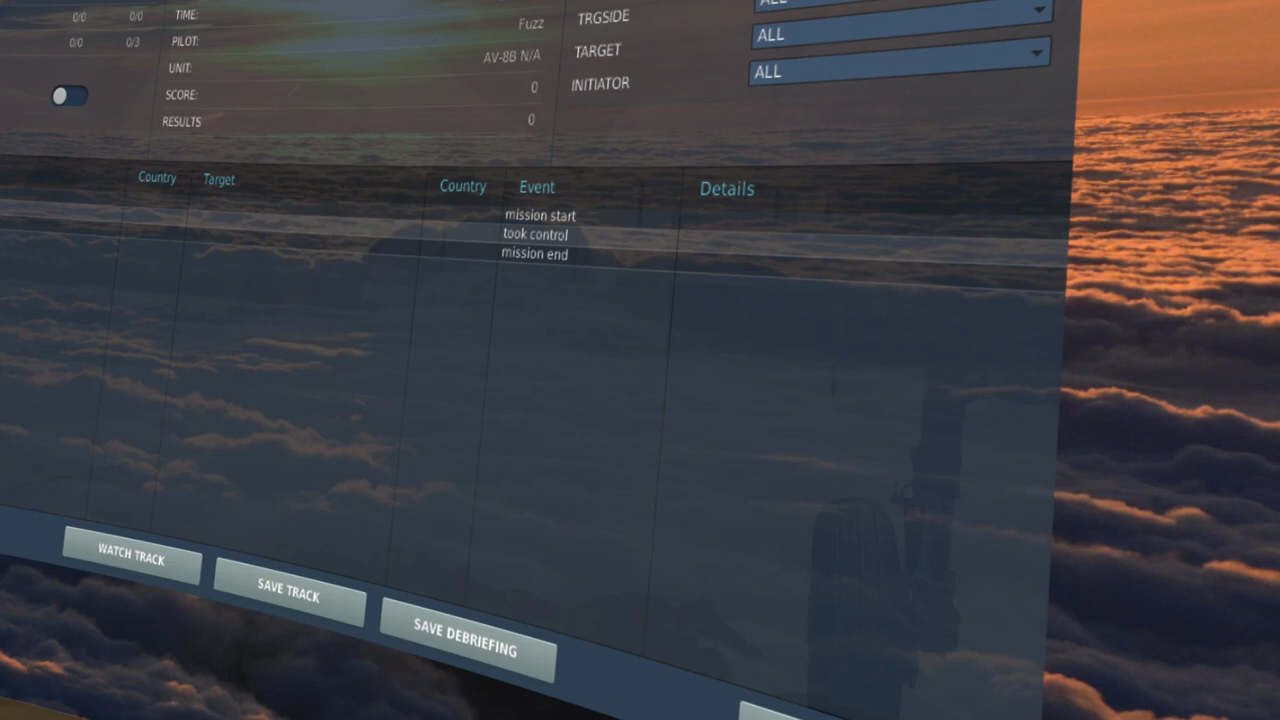 0/0 0/0
0/0 0/3
TIME:
PILOT: Fuzz
UNIT: AV-8B N/A
SCORE: 0
RESULTS 0
ALL
TRGSIDE ALL
TARGET ALL
INITIATOR
Country Target Country Event Details
mission start
took control
mission end
WATCH TRACK SAVE TRACK SAVE DEBRIEFING